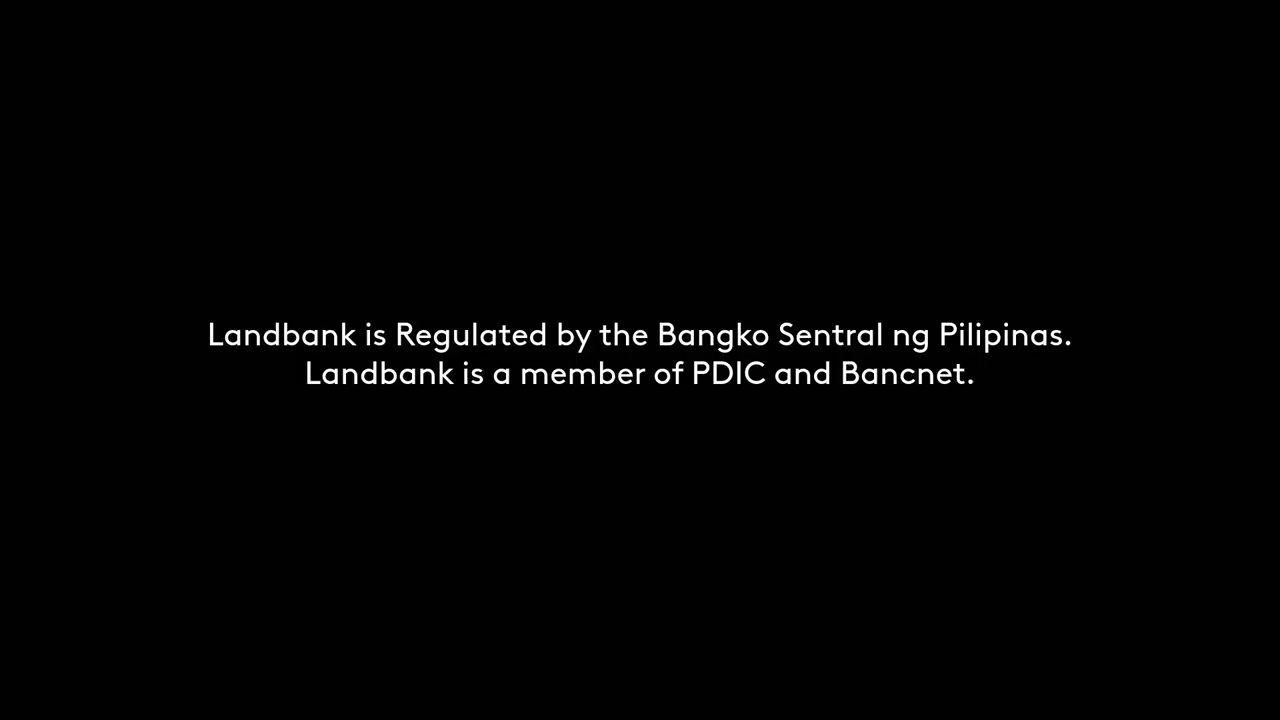 Landbank is Regulated by the Bangko Sentral ng Pilipinas.
Landbank is a member of PDIC and Bancnet.